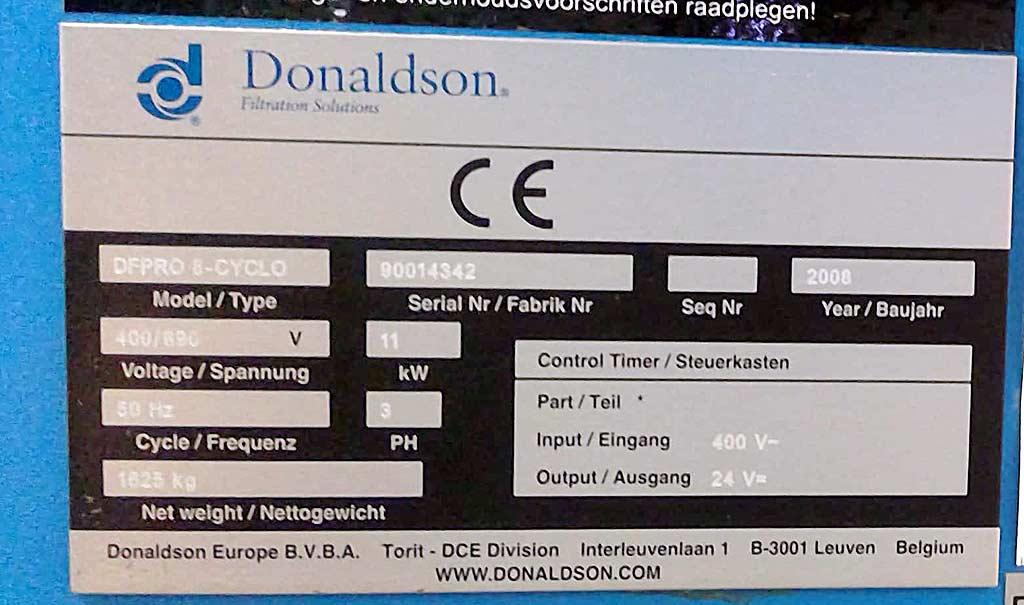 onderhoudsvoorschriften raadplegen!
Donaldson®
Filtration Solutions
CE
DFPRO 8-CYCLO 90014342 2008
Model / Type Serial Nr / Fabrik Nr Seq Nr Year / Baujahr
400/690 V 11
Voltage / Spannung kW
Control Timer / Steuerkasten
50 Hz 3
Cycle / Frequenz PH
Part / Teil *
Input / Eingang 400 V~
Output / Ausgang 24 V=
1625 kg
Net weight / Nettogewicht
Donaldson Europe B.V.B.A. Torit - DCE Division Interleuvenlaan 1 B-3001 Leuven Belgium
WWW.DONALDSON.COM